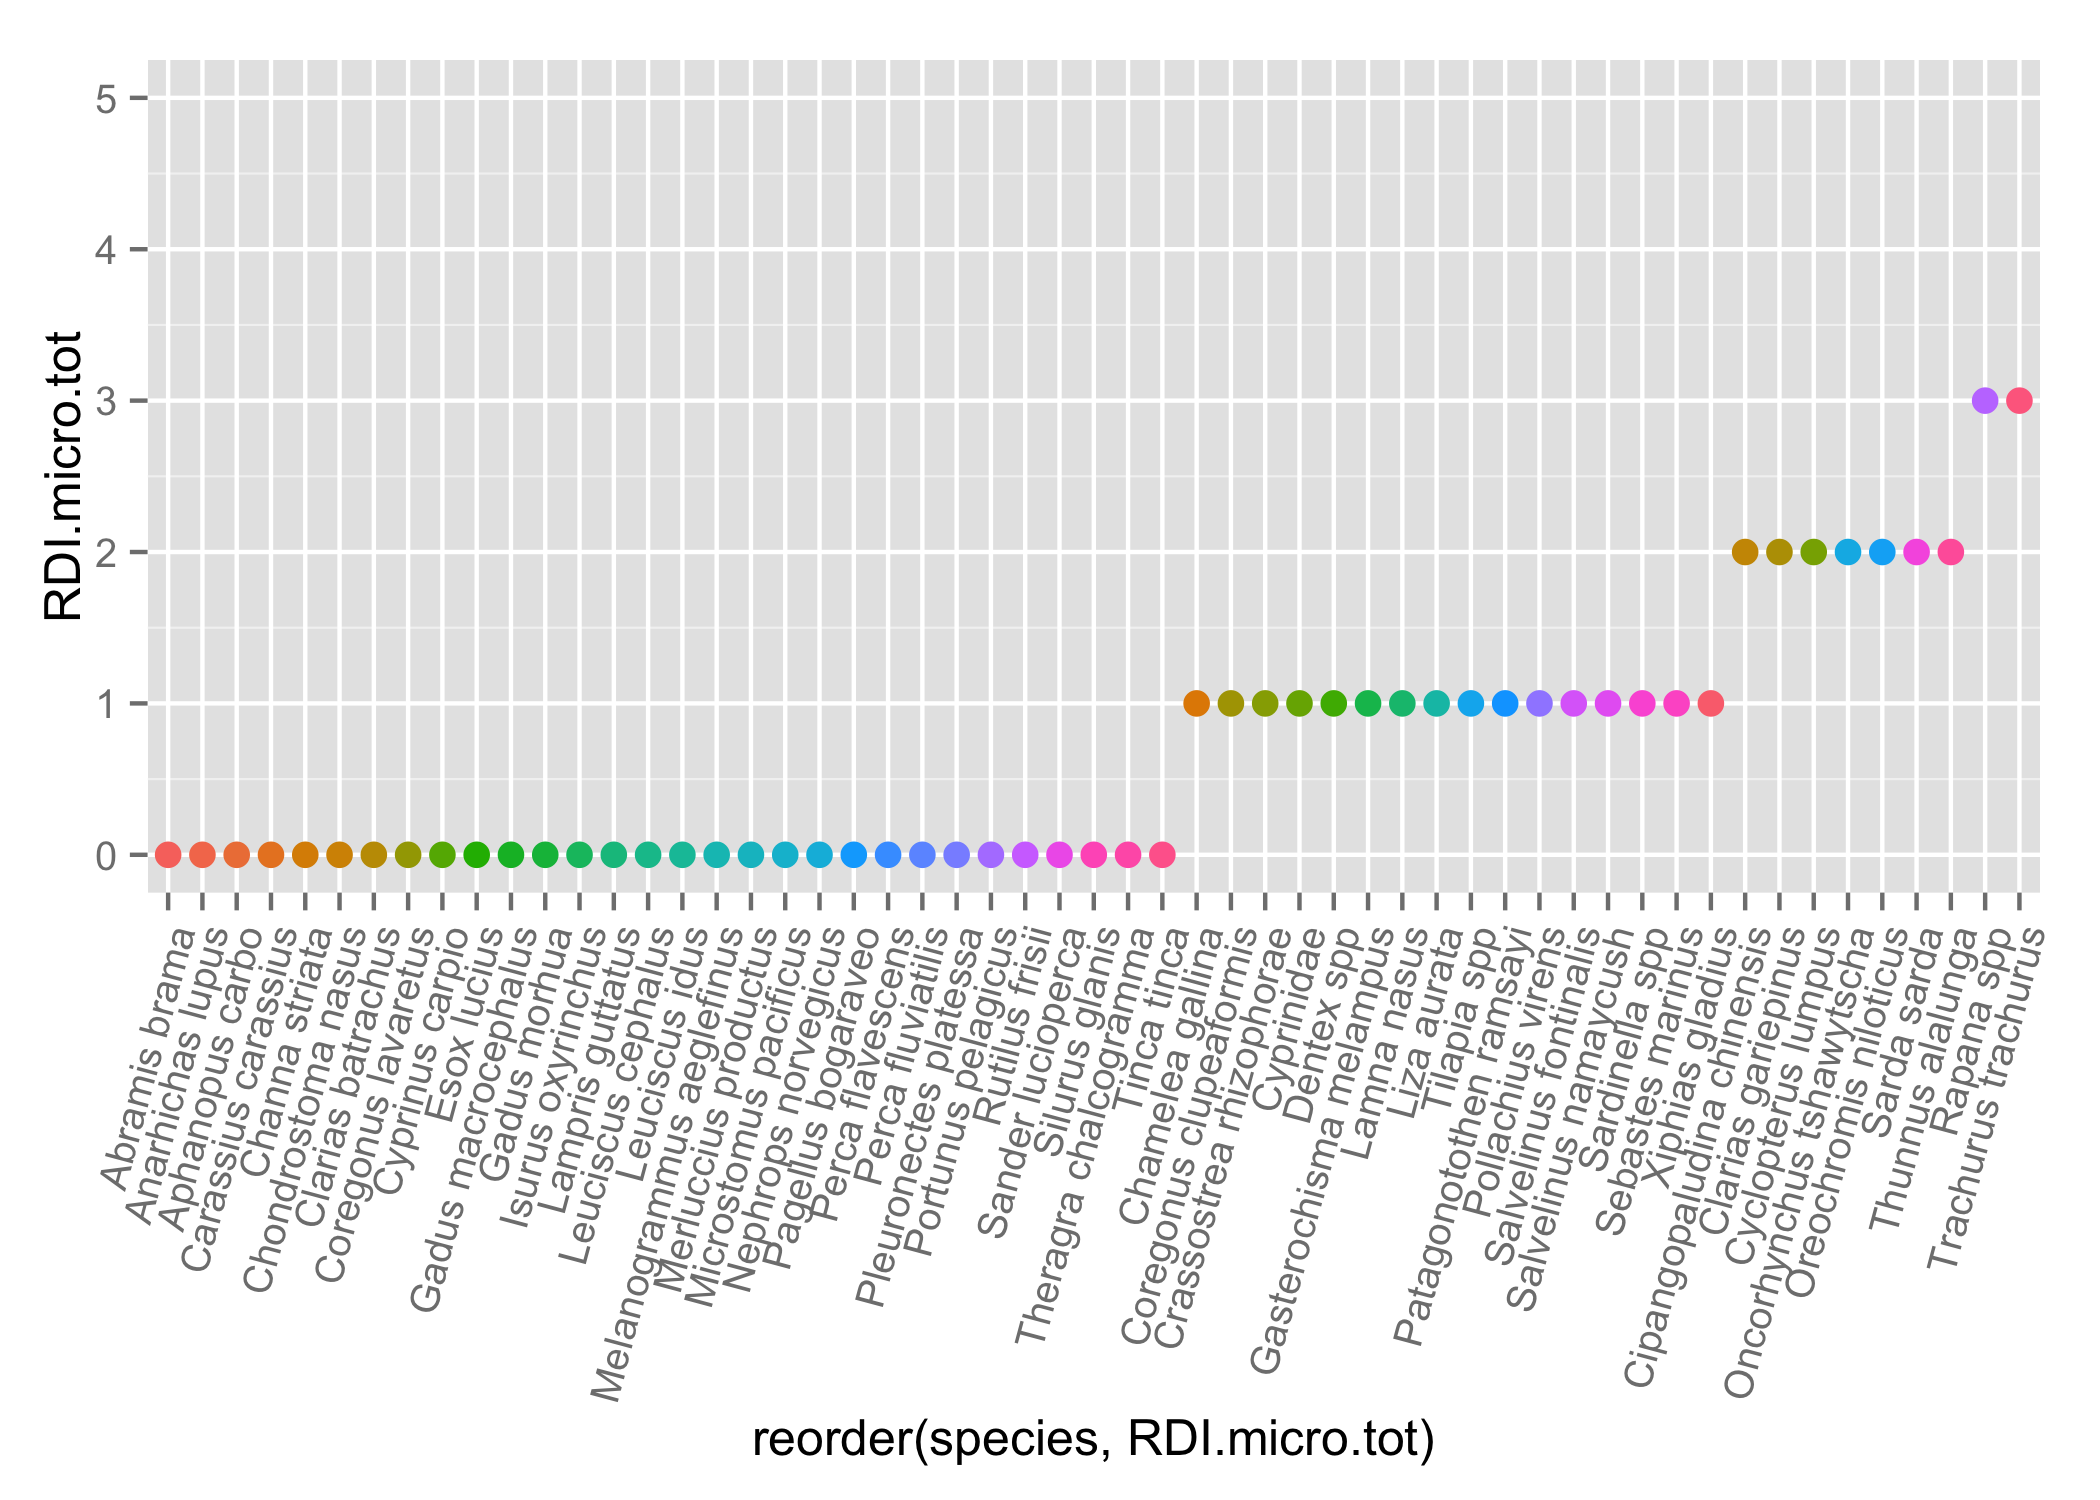 RDI.micro.tot
5
4
3
2
1
0
Abramis brama
Anarhichas lupus
Aphanopus carbo
Carassius carassius
Channa striata
Chondrostoma nasus
Clarias batrachus
Coregonus lavaretus
Cyprinus carpio
Esox lucius
Gadus macrocephalus
Gadus morhua
Isurus oxyrinchus
Lampris guttatus
Leuciscus cephalus
Leuciscus idus
Melanogrammus aeglefinus
Merluccius productus
Microstomus pacificus
Nephrops norvegicus
Pagellus bogaraveo
Perca flavescens
Perca fluviatilis
Pleuronectes platessa
Portunus pelagicus
Rutilus frisii
Sander lucioperca
Silurus glanis
Theragra chalcogramma
Tinca tinca
Chamelea gallina
Coregonus clupeaformis
Crassostrea rhizophorae
Cyprinidae
Dentex spp
Gasterochisma melampus
Lamna nasus
Liza aurata
Tilapia spp
Patagonotothen ramsayi
Pollachius virens
Salvelinus fontinalis
Salvelinus namaycush
Sardinella spp
Sebastes marinus
Xiphias gladius
Cipangopaludina chinensis
Clarias gariepinus
Cyclopterus lumpus
Oncorhynchus tshawytscha
Oreochromis niloticus
Sarda sarda
Thunnus alalunga
Rapana spp
Trachurus trachurus
reorder(species, RDI.micro.tot)